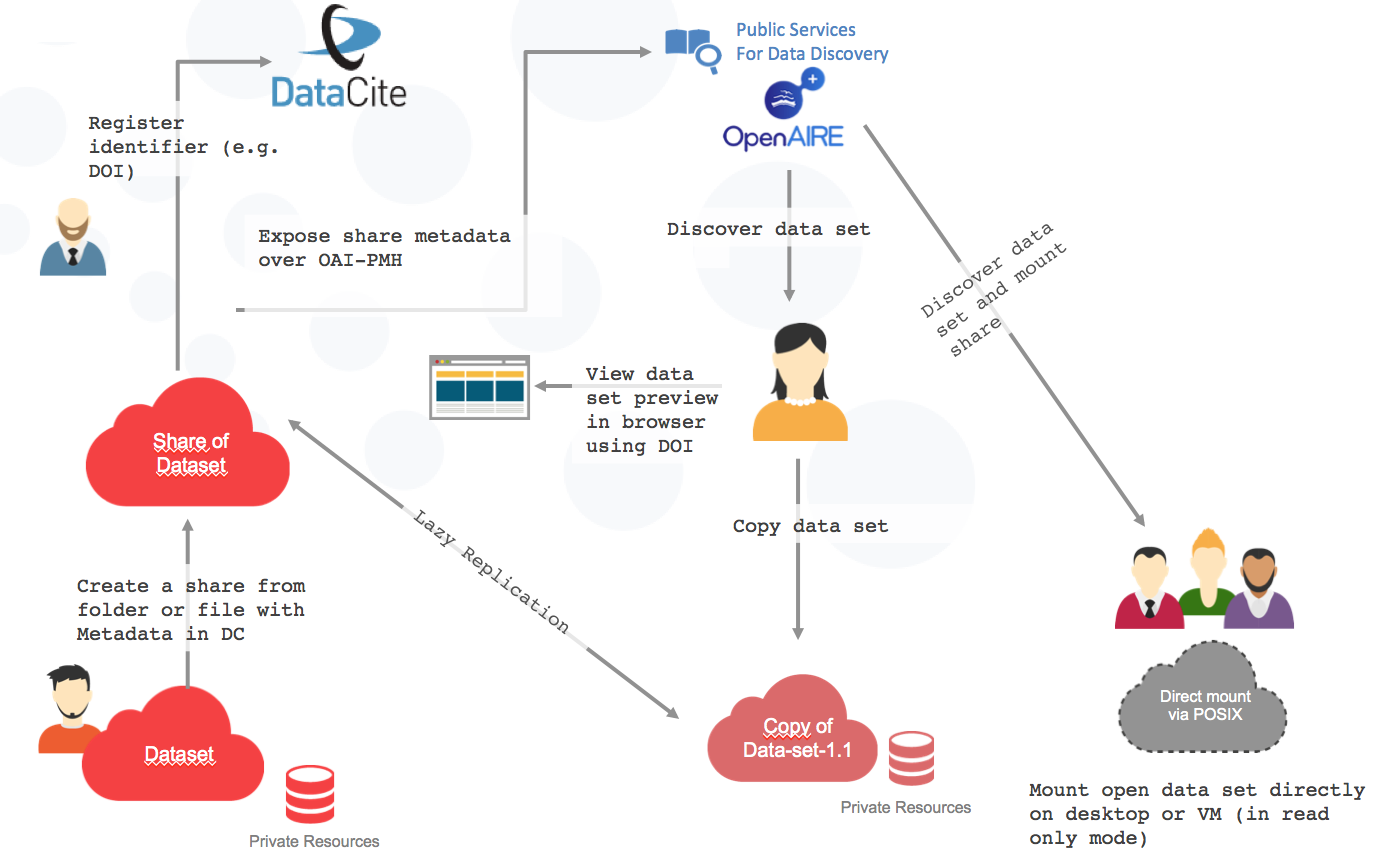 DataCite
Public Services
For Data Discovery
OpenAIRE
Register
identifier (e.g.
DOI)
Expose share metadata
over OAI-PMH
Discover data set
Discover data
set and mount
share
View data
set preview
in browser
using DOI
Share of
Dataset
Lazy Replication
Copy data set
Create a share from
folder or file with
Metadata in DC
Dataset
Private Resources
Copy of
Data-set-1.1
Private Resources
Direct mount
via POSIX
Mount open data set directly
on desktop or VM (in read
only mode)